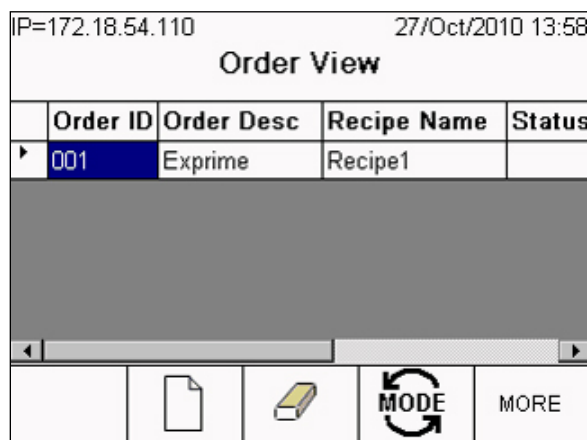 IP=172.18.54.110 27/Oct/2010 13:58
Order View
Order ID Order Desc Recipe Name Status
001 Exprime Recipe1
MODE MORE